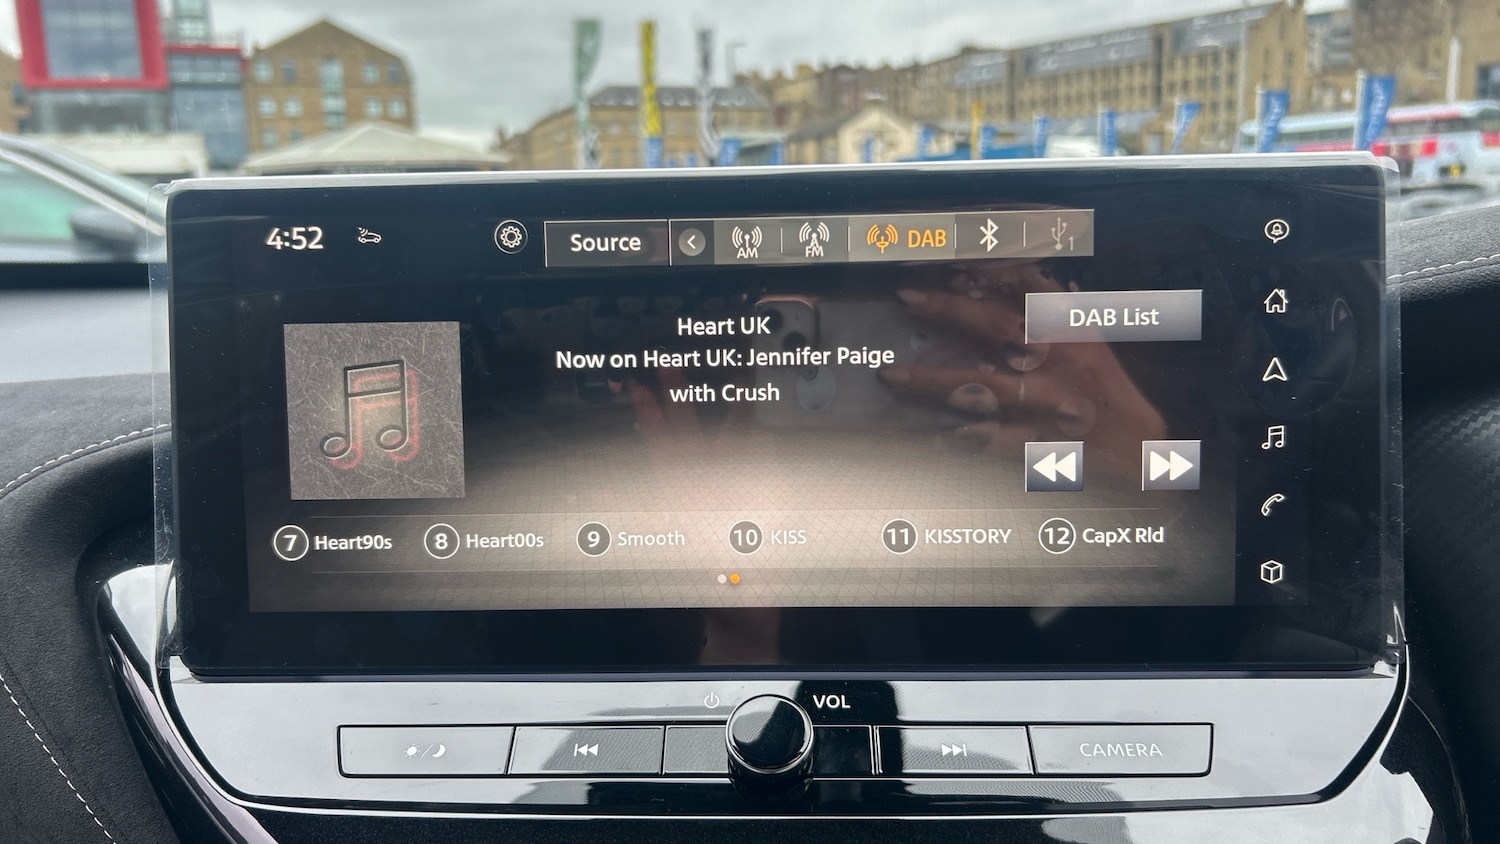 4:52
Source
AM
FM
DAB
1
DAB List
Heart UK
Now on Heart UK: Jennifer Paige
with Crush
7 Heart90s
8 Heart00s
9 Smooth
10 KISS
11 KISSTORY
12 CapX Rld
VOL
CAMERA